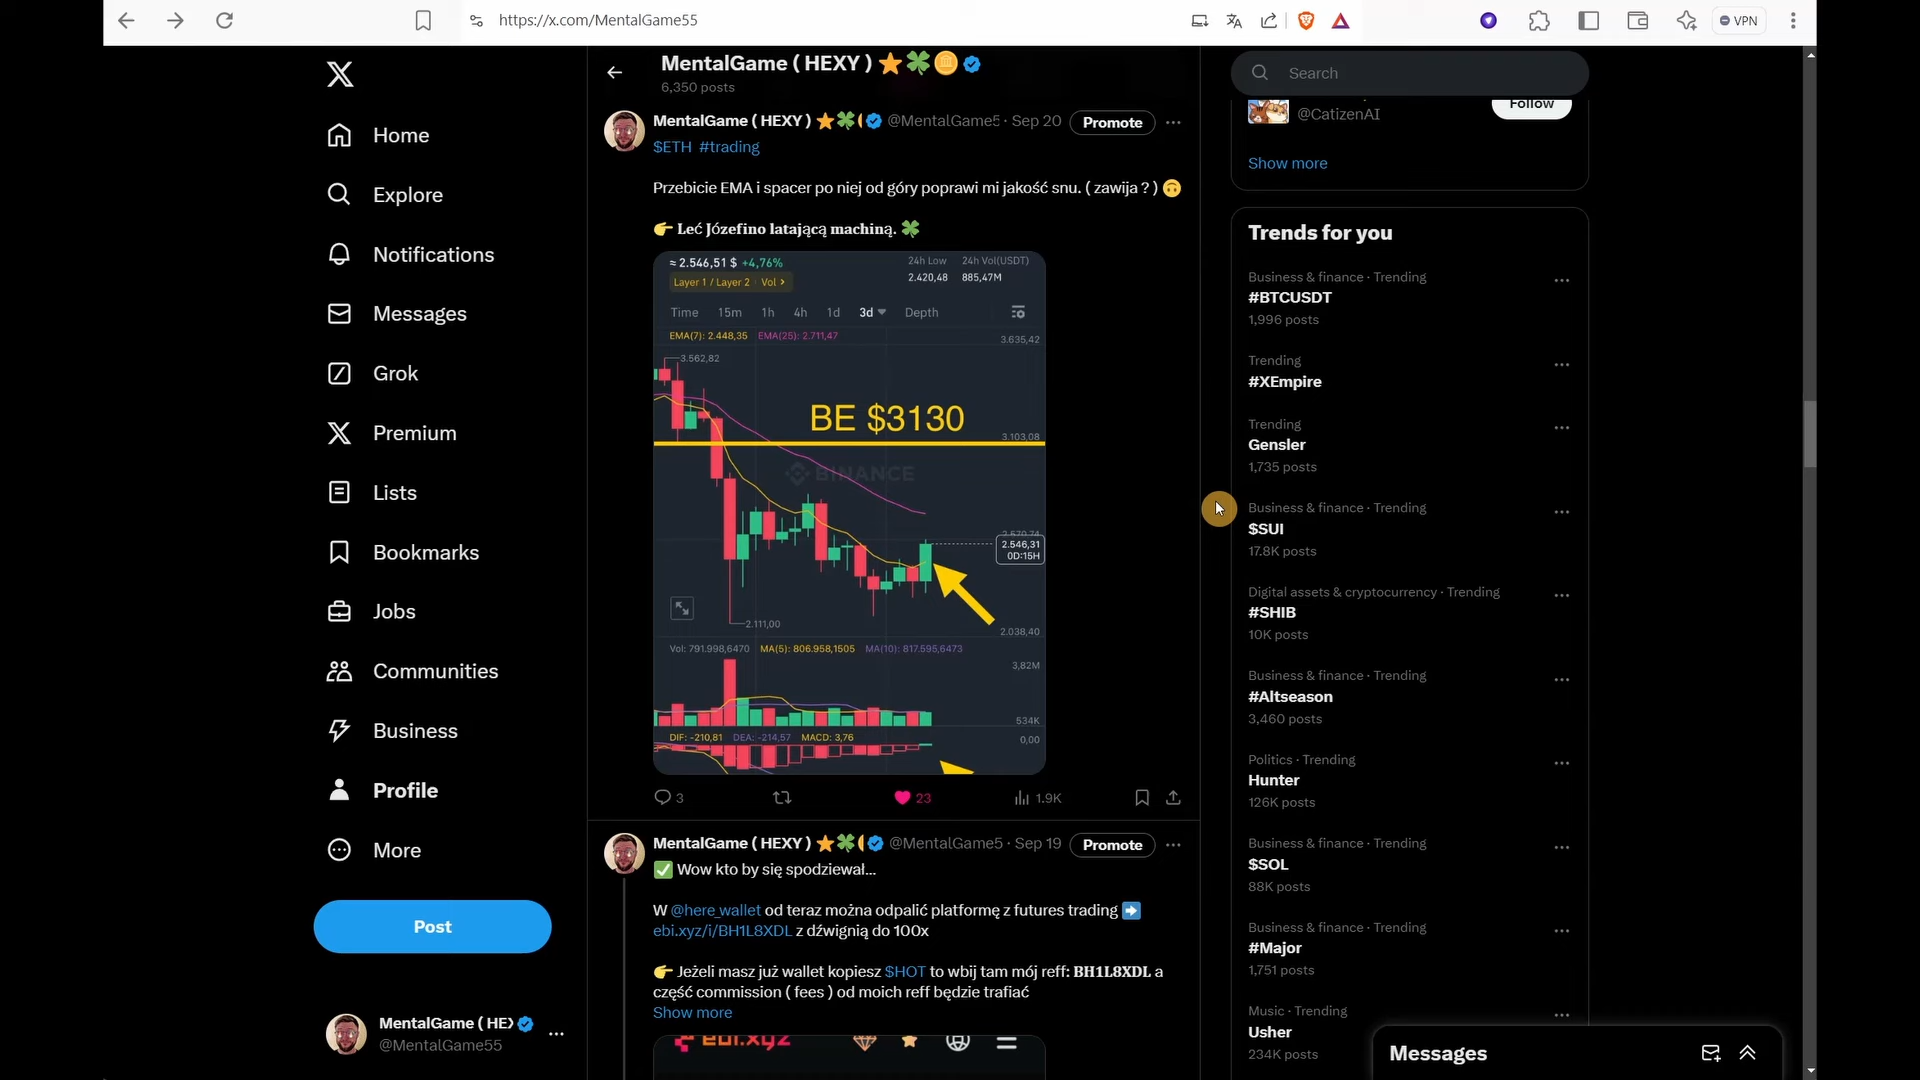 https://x.com/MentalGame55
VPN
Home
Explore
Notifications
Messages
Grok
Premium
Lists
Bookmarks
Jobs
Communities
Business
Profile
More
Post
MentalGame ( HEX
@MentalGame55
MentalGame ( HEXY )
6,350 posts
MentalGame ( HEXY ) @MentalGame5 · Sep 20 Promote
$ETH #trading
Przebicie EMA i spacer po niej od góry poprawi mi jakość snu. ( zawija ? ) 🙃
👉 Leć Józefino latającą machiną. 🍀
≈ 2.546,51 $ +4,76%
24h Low 24h Vol(USDT)
2.420,48 885,47M
Layer 1 / Layer 2 · Vol >
Time 15m 1h 4h 1d 3d Depth
EMA(7): 2.448,35 EMA(25): 2.711,47
3.635,42
3.562,82
BE $3130
3.103,08
BINANCE
2.546,31
0D:15H
2.111,00
2.038,40
Vol: 791.998,6470 MA(5): 806.958,1505 MA(10): 817.595,6473
3,82M
534K
DIF: -210,81 DEA: -214,57 MACD: 3,76
0,00
3 23 1.9K
MentalGame ( HEXY ) @MentalGame5 · Sep 19 Promote
✅ Wow kto by się spodziewał...
W @here_wallet od teraz można odpalić platformę z futures trading ➡️
ebi.xyz/i/BH1L8XDL z dźwignią do 100x
👉 Jeżeli masz już wallet kopiesz $HOT to wbij tam mój reff: BH1L8XDL a
część commission ( fees ) od moich reff będzie trafiać
Show more
ebi.xyz
Search
@CatizenAI
Follow
Show more
Trends for you
Business & finance · Trending
#BTCUSDT
1,996 posts
Trending
#XEmpire
Trending
Gensler
1,735 posts
Business & finance · Trending
$SUI
17.8K posts
Digital assets & cryptocurrency · Trending
#SHIB
10K posts
Business & finance · Trending
#Altseason
3,460 posts
Politics · Trending
Hunter
126K posts
Business & finance · Trending
$SOL
88K posts
Business & finance · Trending
#Major
1,751 posts
Music · Trending
Usher
234K posts
Messages